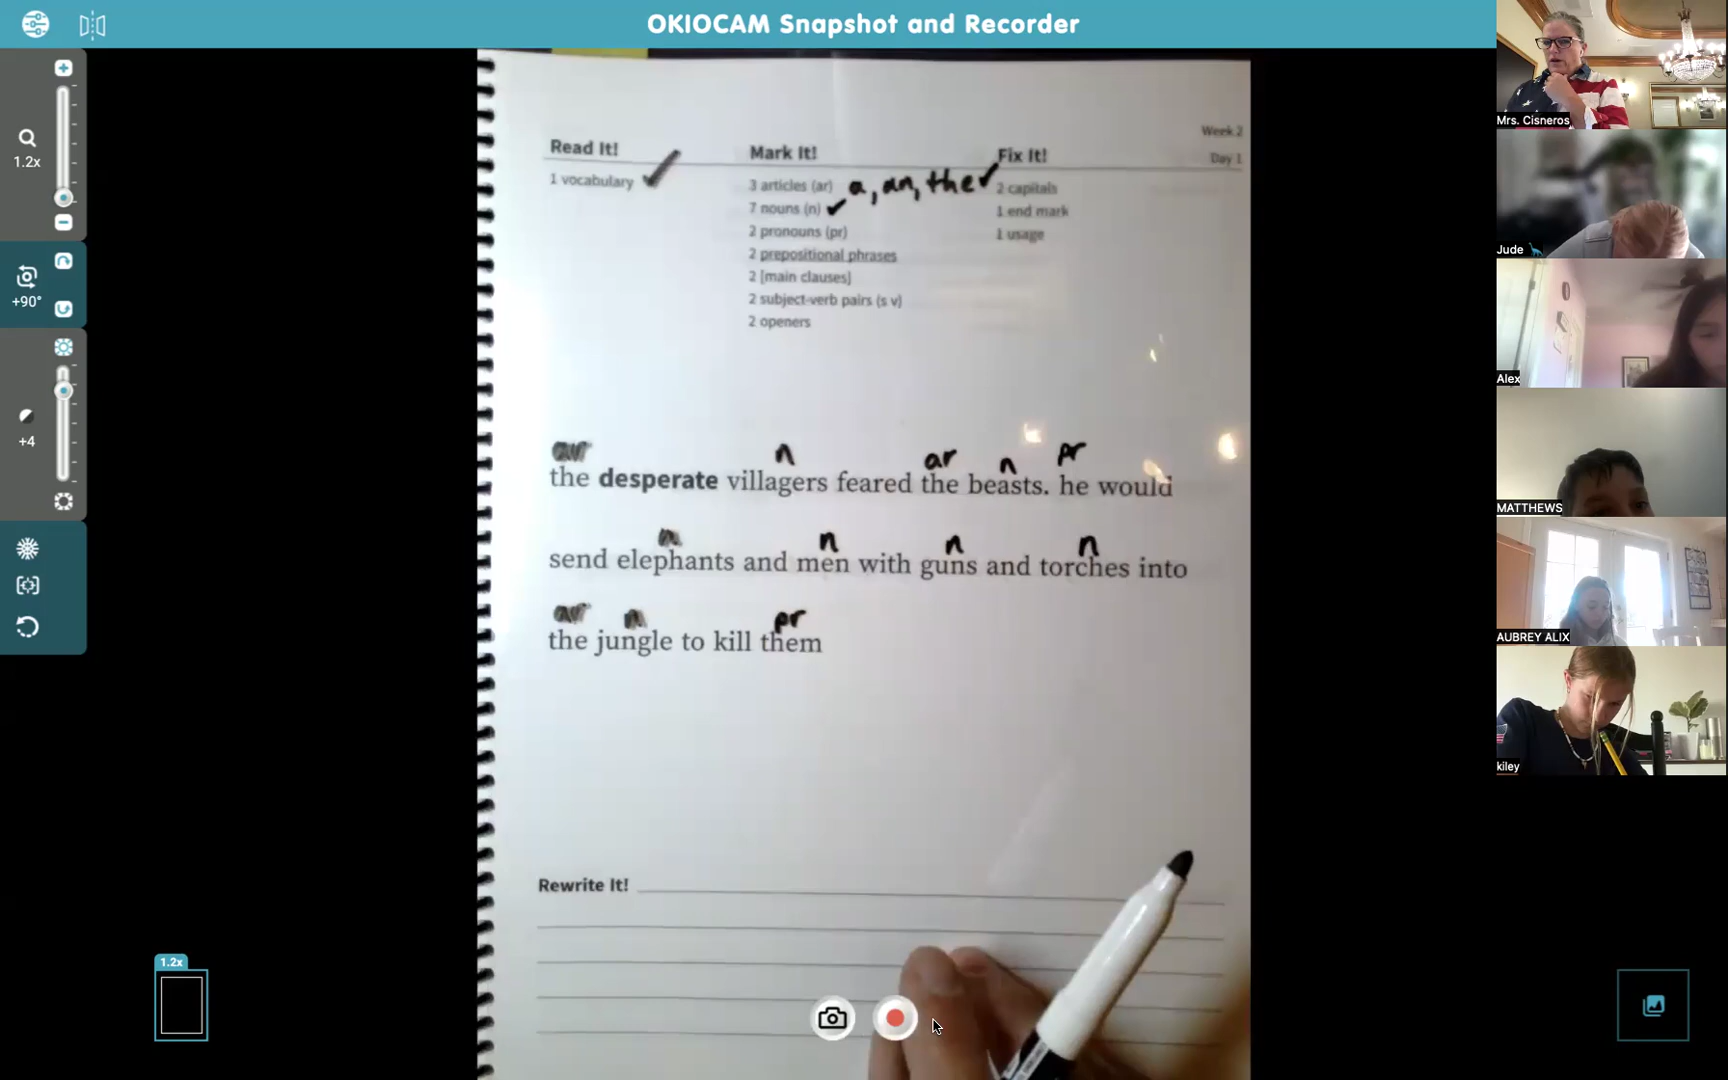 OKIOCAM Snapshot and Recorder
1.2x
+90°
+4
Week 2
Day 1
Read It!
1 vocabulary ✓
Mark It!
3 articles (ar) a, an, the ✓
7 nouns (n) ✓
2 pronouns (pr)
2 prepositional phrases
2 [main clauses]
2 subject-verb pairs (s v)
2 openers
Fix It!
2 capitals
1 end mark
1 usage
ar n ar n pr
the desperate villagers feared the beasts. he would
n n n n
send elephants and men with guns and torches into
ar n pr
the jungle to kill them
Rewrite It!
1.2x
Mrs. Cisneros
Jude
Alex
MATTHEWS
AUBREY ALIX
kiley